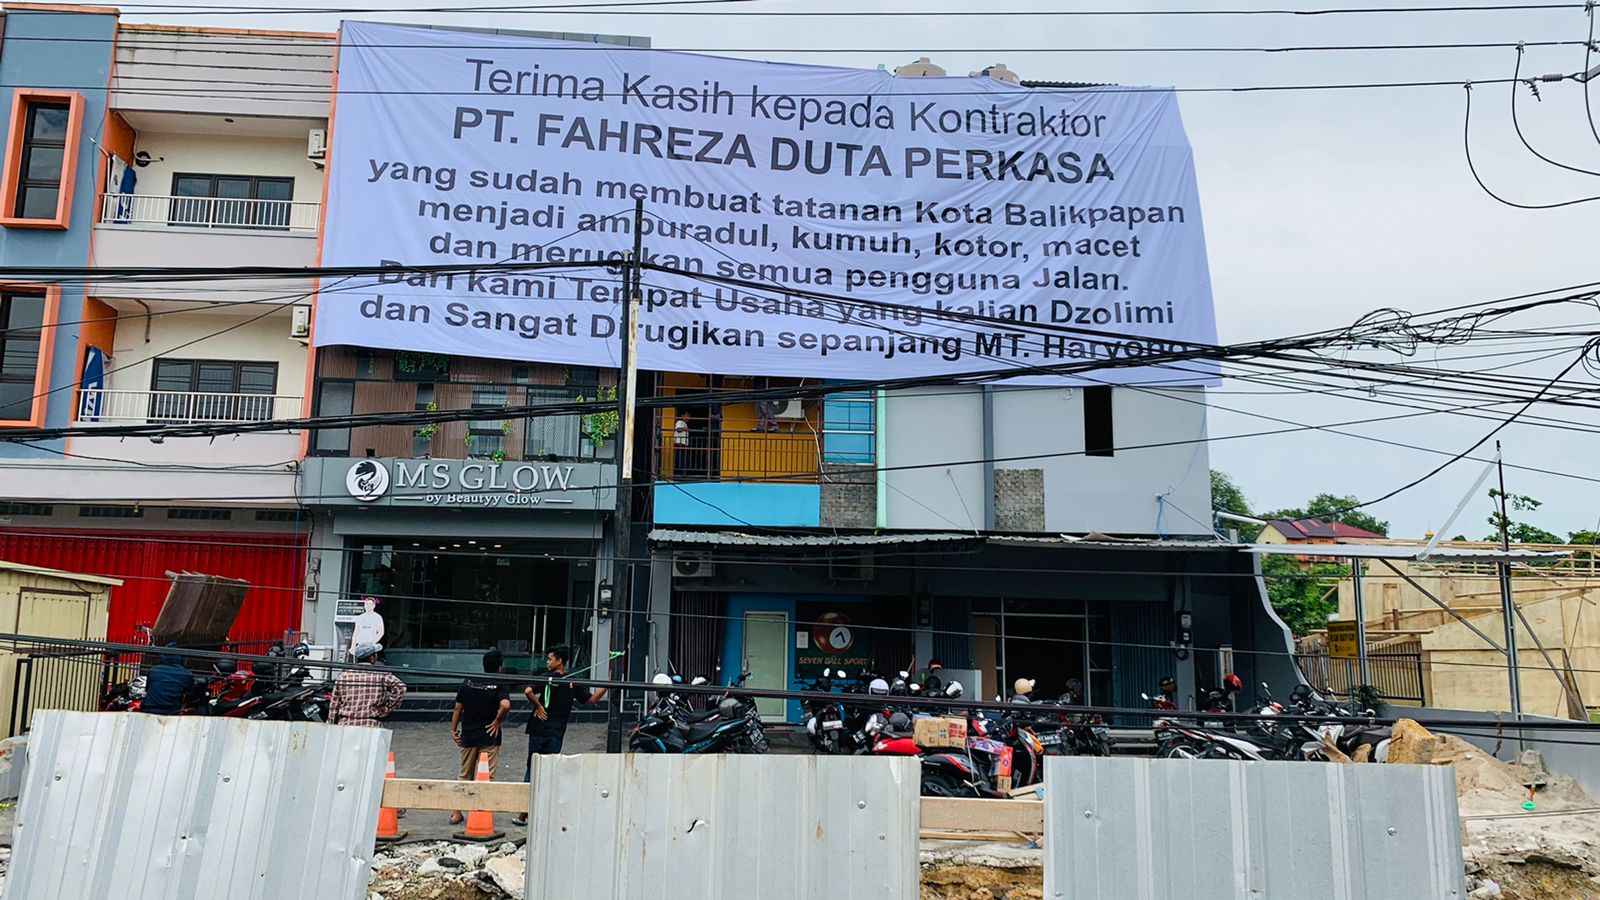 Terima Kasih kepada Kontraktor
PT. FAHREZA DUTA PERKASA
yang sudah membuat tatanan Kota Balikpapan
menjadi ampuradul, kumuh, kotor, macet
dan merugikan semua pengguna Jalan.
Dari kami Tempat Usaha yang kalian Dzolimi
dan Sangat Dirugikan sepanjang MT. Haryono
MS GLOW
by Beautyy Glow
7
SEVEN BALL SPORT